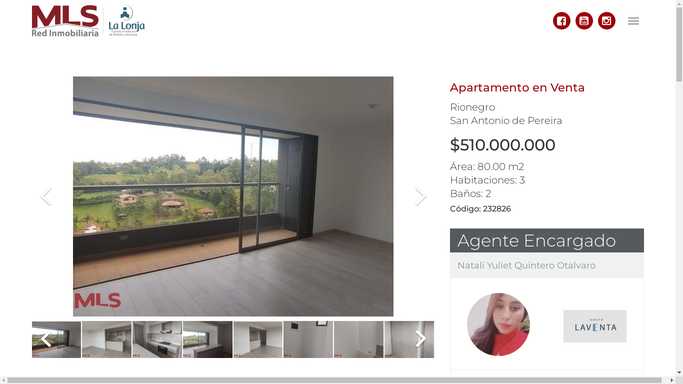 MLS
Red Inmobiliaria
La Lonja
Apartamento en Venta
Rionegro
San Antonio de Pereira
$510.000.000
Área: 80.00 m2
Habitaciones: 3
Baños: 2
Código: 232826
MLS
Agente Encargado
Natali Yuliet Quintero Otalvaro
LAVENTA